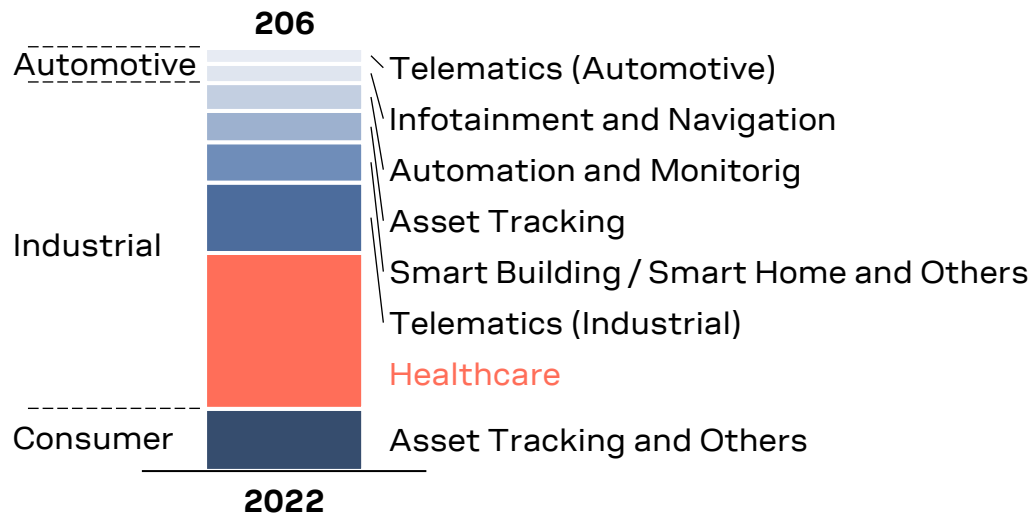 206
Automotive
Telematics (Automotive)
Infotainment and Navigation
Automation and Monitorig
Asset Tracking
Industrial
Smart Building / Smart Home and Others
Telematics (Industrial)
Healthcare
Consumer
Asset Tracking and Others
2022